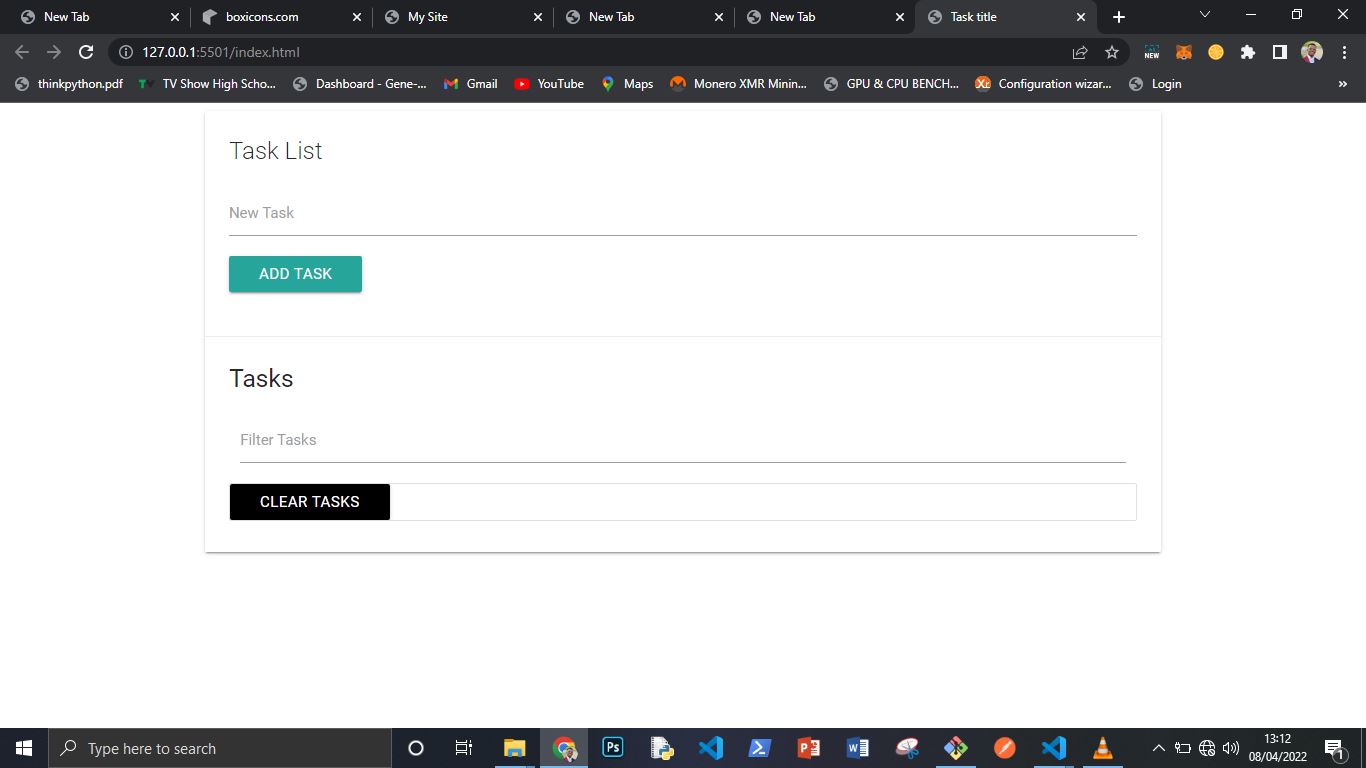 New Tab
boxicons.com
My Site
New Tab
New Tab
Task title
127.0.0.1:5501/index.html
NEW
thinkpython.pdf
TV Show High Scho...
Dashboard - Gene-...
Gmail
YouTube
Maps
Monero XMR Minin...
GPU & CPU BENCH...
Configuration wizar...
Login
»
Task List
New Task
ADD TASK
Tasks
Filter Tasks
CLEAR TASKS
Type here to search
Ps
13:12
08/04/2022
1